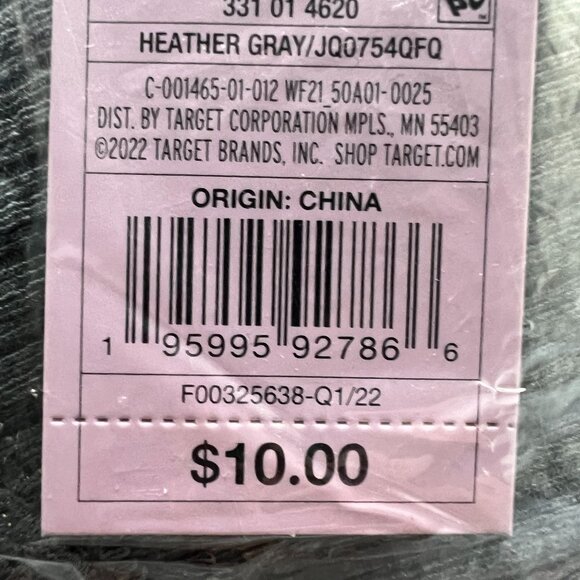 331 01 4620
HEATHER GRAY/JQ0754QFQ
C-001465-01-012 WF21_50A01-0025
DIST. BY TARGET CORPORATION MPLS., MN 55403
©2022 TARGET BRANDS, INC. SHOP TARGET.COM
ORIGIN: CHINA
1 95995 92786 6
F00325638-Q1/22
$10.00